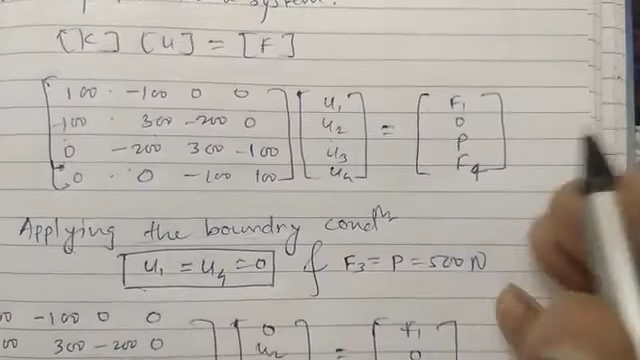 system.
[K] [u] = [F]
100 -100 0 0 u1 F1
-100 300 -200 0 u2 = 0
0 -200 300 -100 u3 P
0 0 -100 100 u4 F4
Applying the boundry condn
u1 = u4 = 0 & F3 = P = 500 N
-100 0 0 0 F1
300 -200 0 u2 = 0